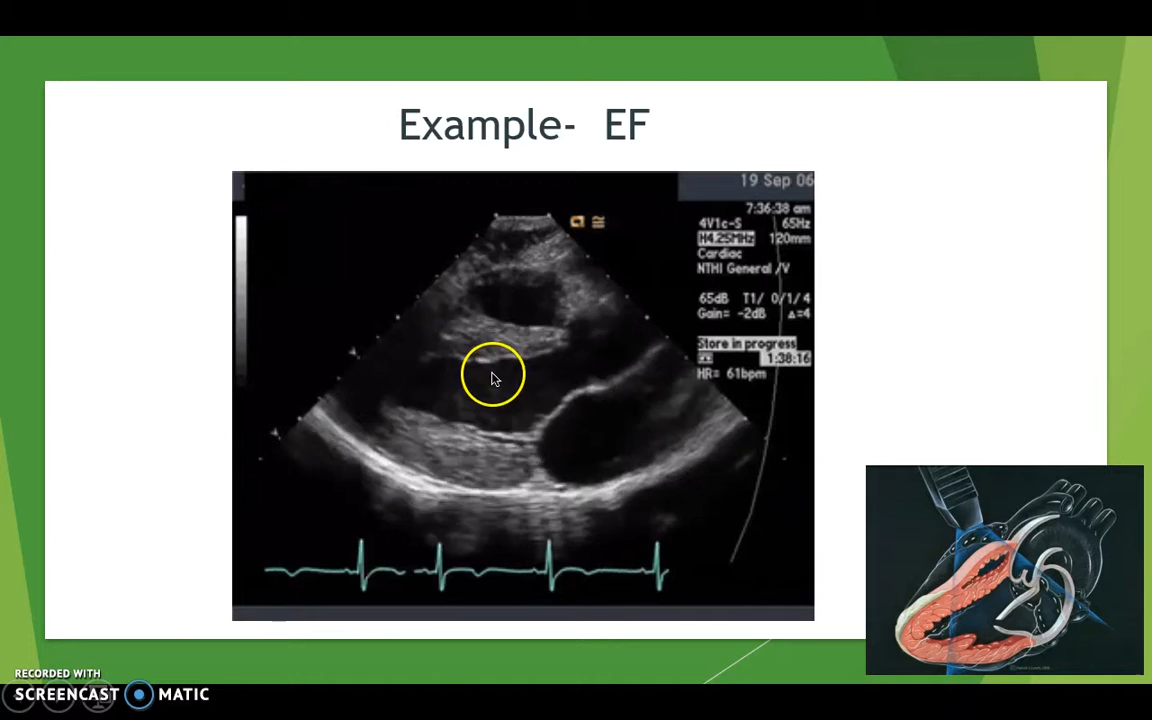 Example- EF
19 Sep 06
7:36:38 am
4V1c-S 65Hz
H4.25MHz 120mm
Cardiac
NTHI General /V
65dB T1/ 0/1/4
Gain= -2dB Δ=4
Store in progress
1:38:16
HR= 61bpm
RECORDED WITH
SCREENCAST MATIC